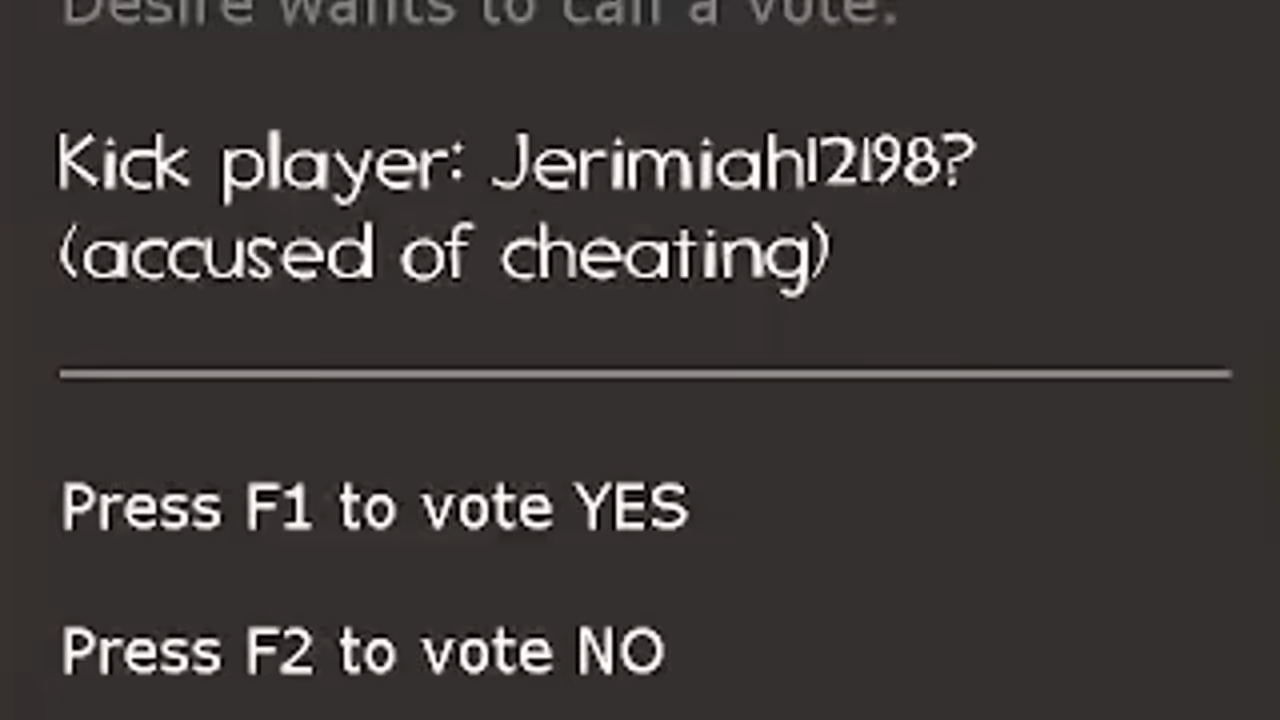 Desire wants to call a vote:
Kick player: Jerimiah12198?
(accused of cheating)
Press F1 to vote YES
Press F2 to vote NO